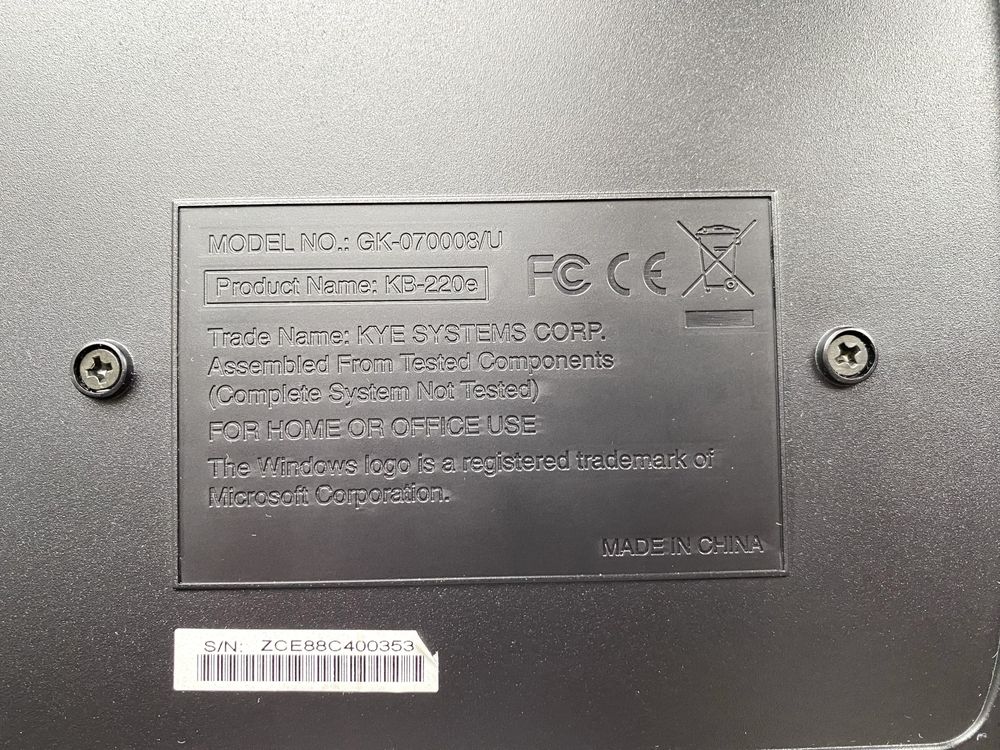 MODEL NO.: GK-070008/U
Product Name: KB-220e
FC CE
Trade Name: KYE SYSTEMS CORP.
Assembled From Tested Components
(Complete System Not Tested)
FOR HOME OR OFFICE USE
The Windows logo is a registered trademark of
Microsoft Corporation.
MADE IN CHINA
S/N: ZCE88C400353